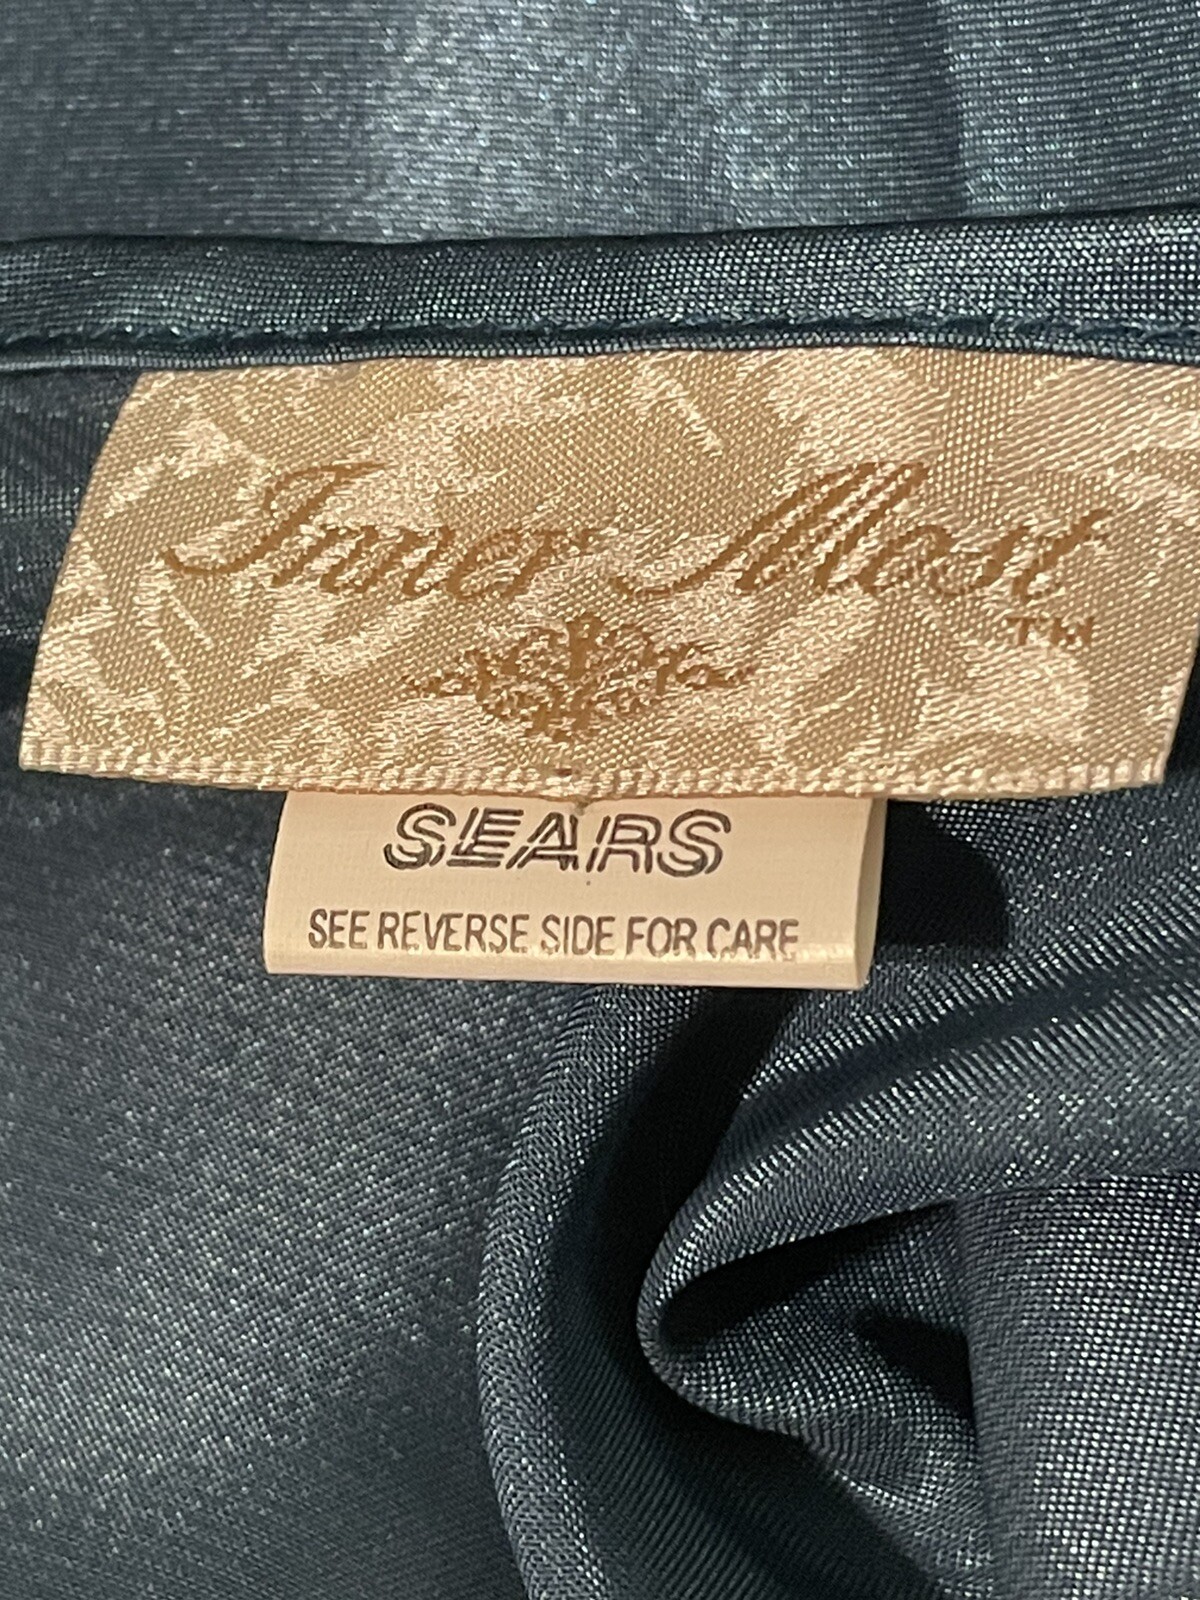 Inner Most
TM
SEARS
SEE REVERSE SIDE FOR CARE